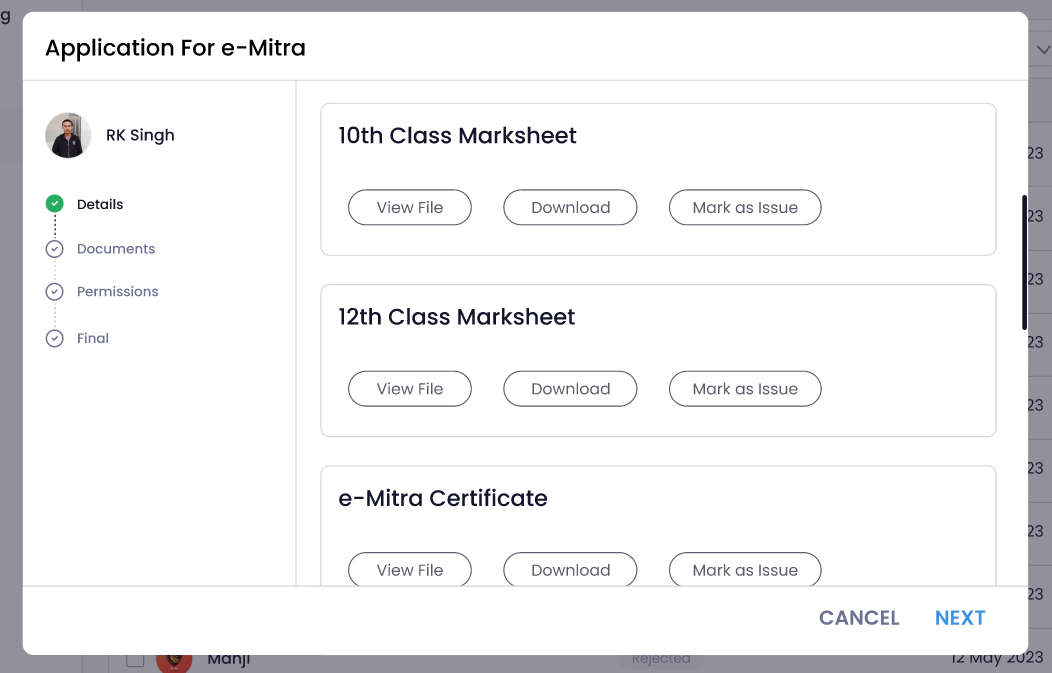 g
Application For e-Mitra
RK Singh
Details
Documents
Permissions
Final
10th Class Marksheet
View File Download Mark as Issue
12th Class Marksheet
View File Download Mark as Issue
e-Mitra Certificate
View File Download Mark as Issue
CANCEL NEXT
23
23
23
23
23
23
23
23
Manji Rejected 12 May 2023